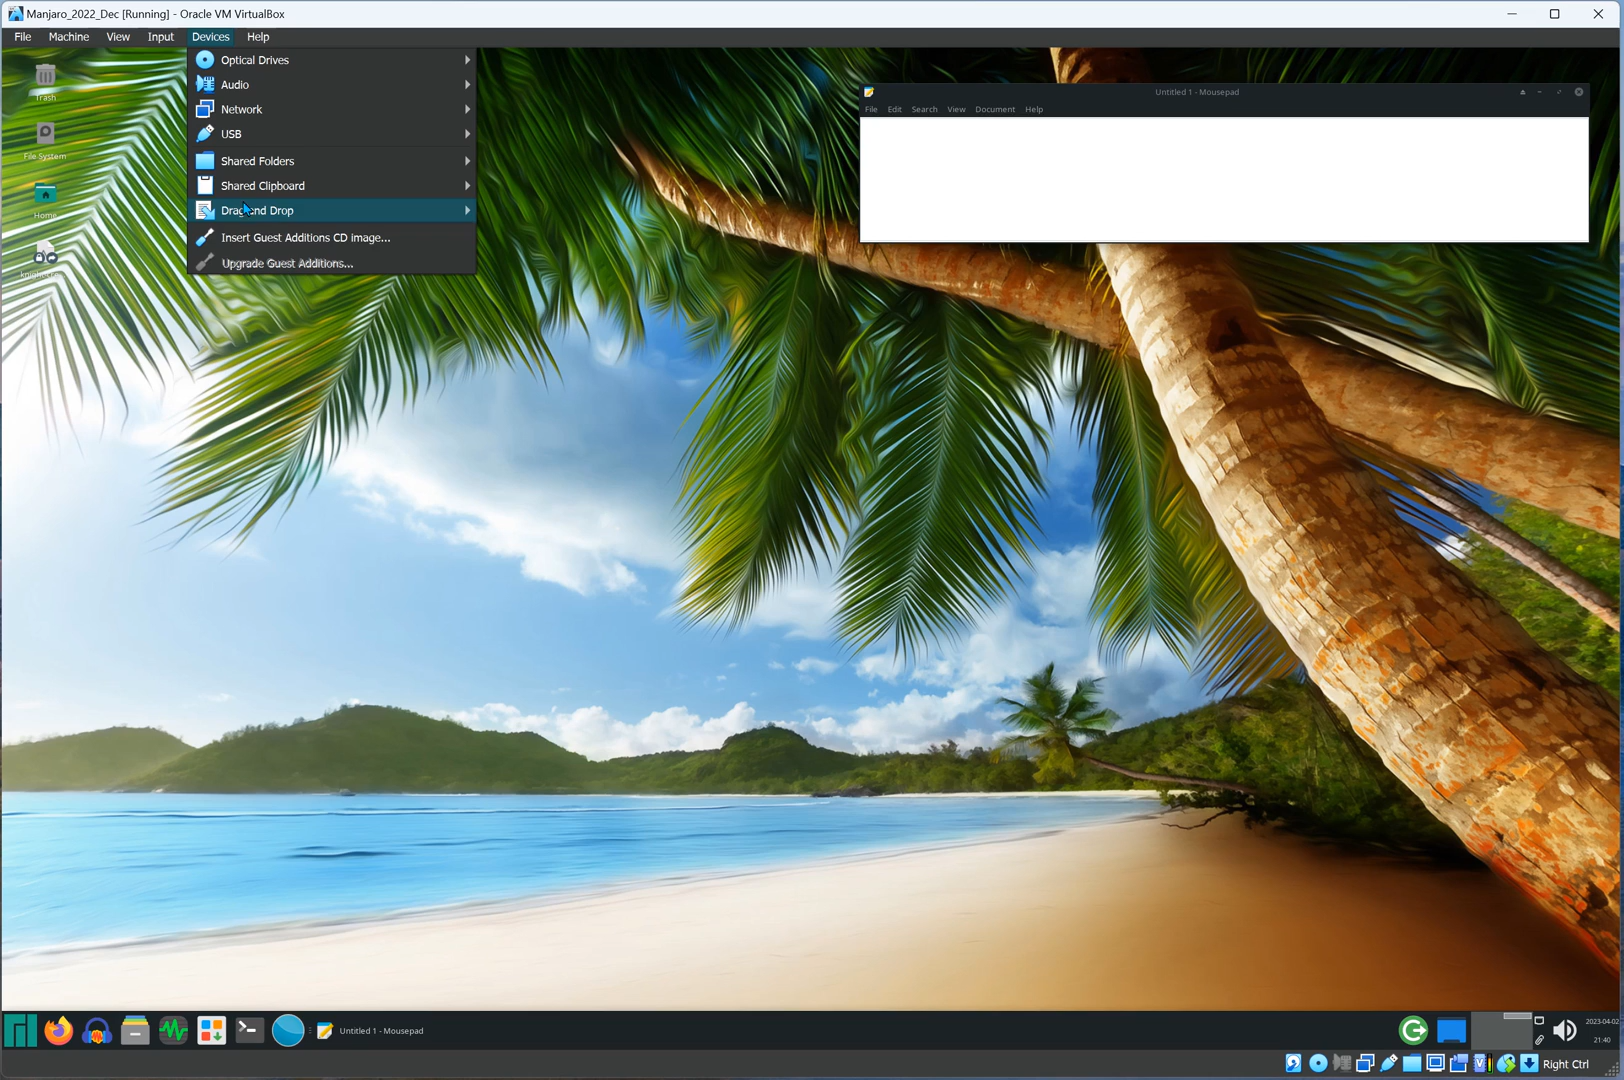 Manjaro_2022_Dec [Running] - Oracle VM VirtualBox
File Machine View Input Devices Help
Optical Drives
Audio
Network
USB
Shared Folders
Shared Clipboard
Drag and Drop
Insert Guest Additions CD image...
Upgrade Guest Additions...
Trash
File System
Home
Untitled 1 - Mousepad
File Edit Search View Document Help
Untitled 1 - Mousepad
2023-04-02
21:40
Right Ctrl